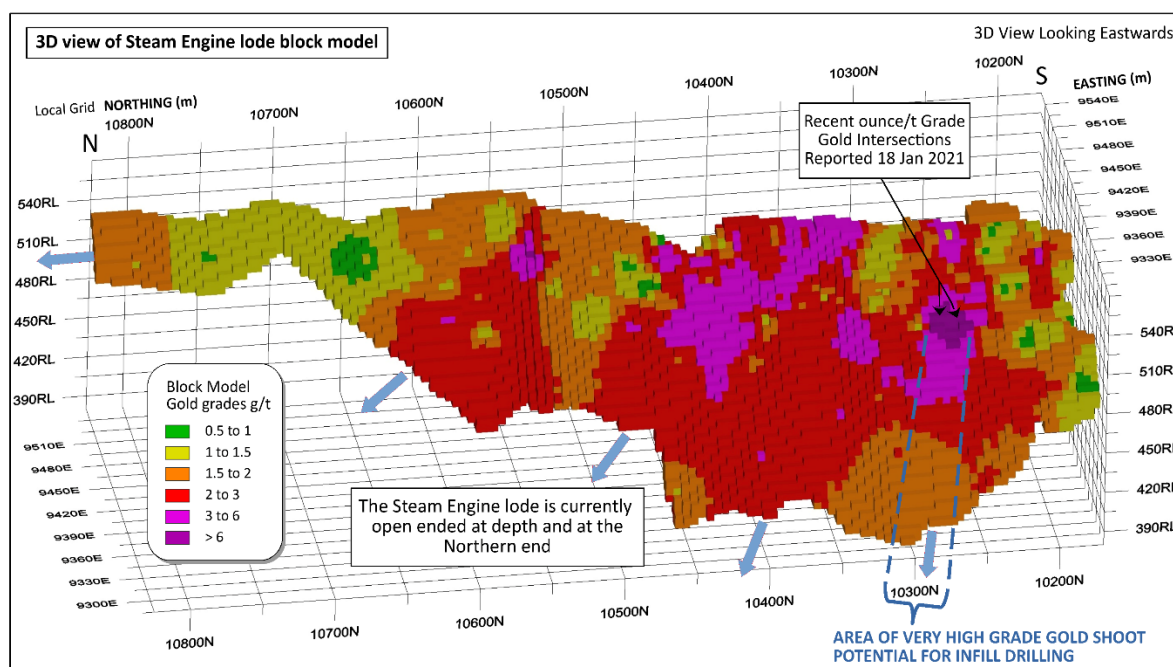 3D view of Steam Engine lode block model
3D View Looking Eastwards
Local Grid NORTHING (m)
10800N
10700N
10600N
10500N
10400N
10300N
10200N
N
S
EASTING (m)
9540E
9510E
9480E
9450E
9420E
9390E
9360E
9330E
Recent ounce/t Grade
Gold Intersections
Reported 18 Jan 2021
540RL
510RL
480RL
450RL
420RL
390RL
540RL
510RL
480RL
450RL
420RL
390RL
Block Model
Gold grades g/t
0.5 to 1
1 to 1.5
1.5 to 2
2 to 3
3 to 6
> 6
9510E
9480E
9450E
9420E
9390E
9360E
9330E
9300E
The Steam Engine lode is currently
open ended at depth and at the
Northern end
10800N
10700N
10600N
10500N
10400N
10300N
10200N
AREA OF VERY HIGH GRADE GOLD SHOOT
POTENTIAL FOR INFILL DRILLING